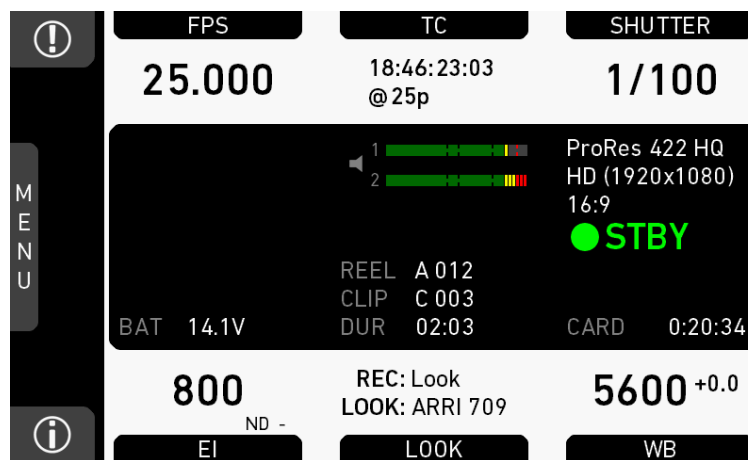 FPS TC SHUTTER
25.000 18:46:23:03 1/100
@25p
1 ProRes 422 HQ
2 HD (1920x1080)
16:9
STBY
MENU
REEL A 012
CLIP C 003
BAT 14.1V DUR 02:03 CARD 0:20:34
800 REC: Look 5600 +0.0
LOOK: ARRI 709
ND -
EI LOOK WB